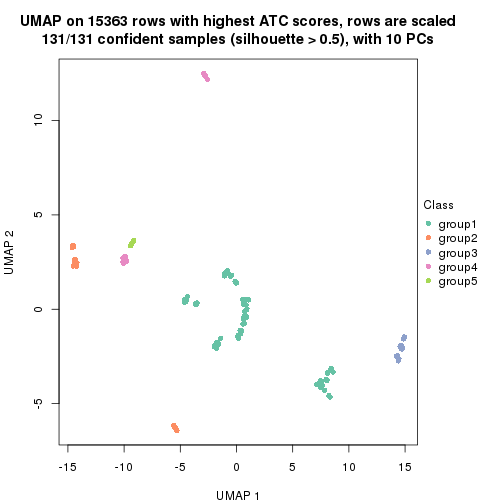 UMAP on 15363 rows with highest ATC scores, rows are scaled
131/131 confident samples (silhouette > 0.5), with 10 PCs
10
5
0
-5
UMAP 2
-15
-10
-5
0
5
10
15
UMAP 1
Class
group1
group2
group3
group4
group5